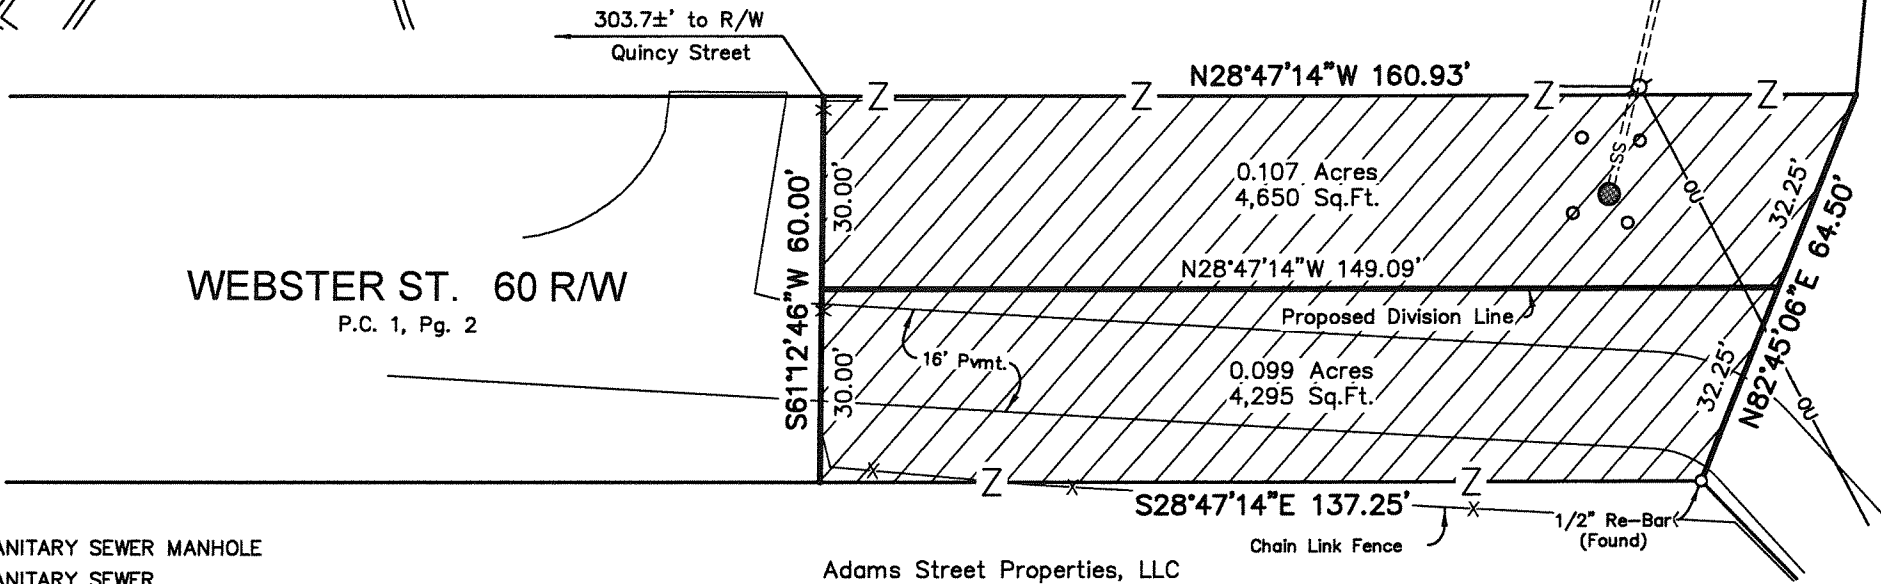 303.7±' to R/W
Quincy Street
N28°47'14"W 160.93'
Z Z Z Z
SS
OU
0.107 Acres
4,650 Sq.Ft.
30.00'
32.25'
S61°12'46"W 60.00'
N82°45'06"E 64.50'
WEBSTER ST. 60 R/W
P.C. 1, Pg. 2
N28°47'14"W 149.09'
Proposed Division Line
16' Pvmt.
0.099 Acres
4,295 Sq.Ft.
30.00'
32.25'
OU
Z Z
S28°47'14"E 137.25'
1/2" Re-Bar
(Found)
Chain Link Fence
ANITARY SEWER MANHOLE
ANITARY SEWER
Adams Street Properties, LLC